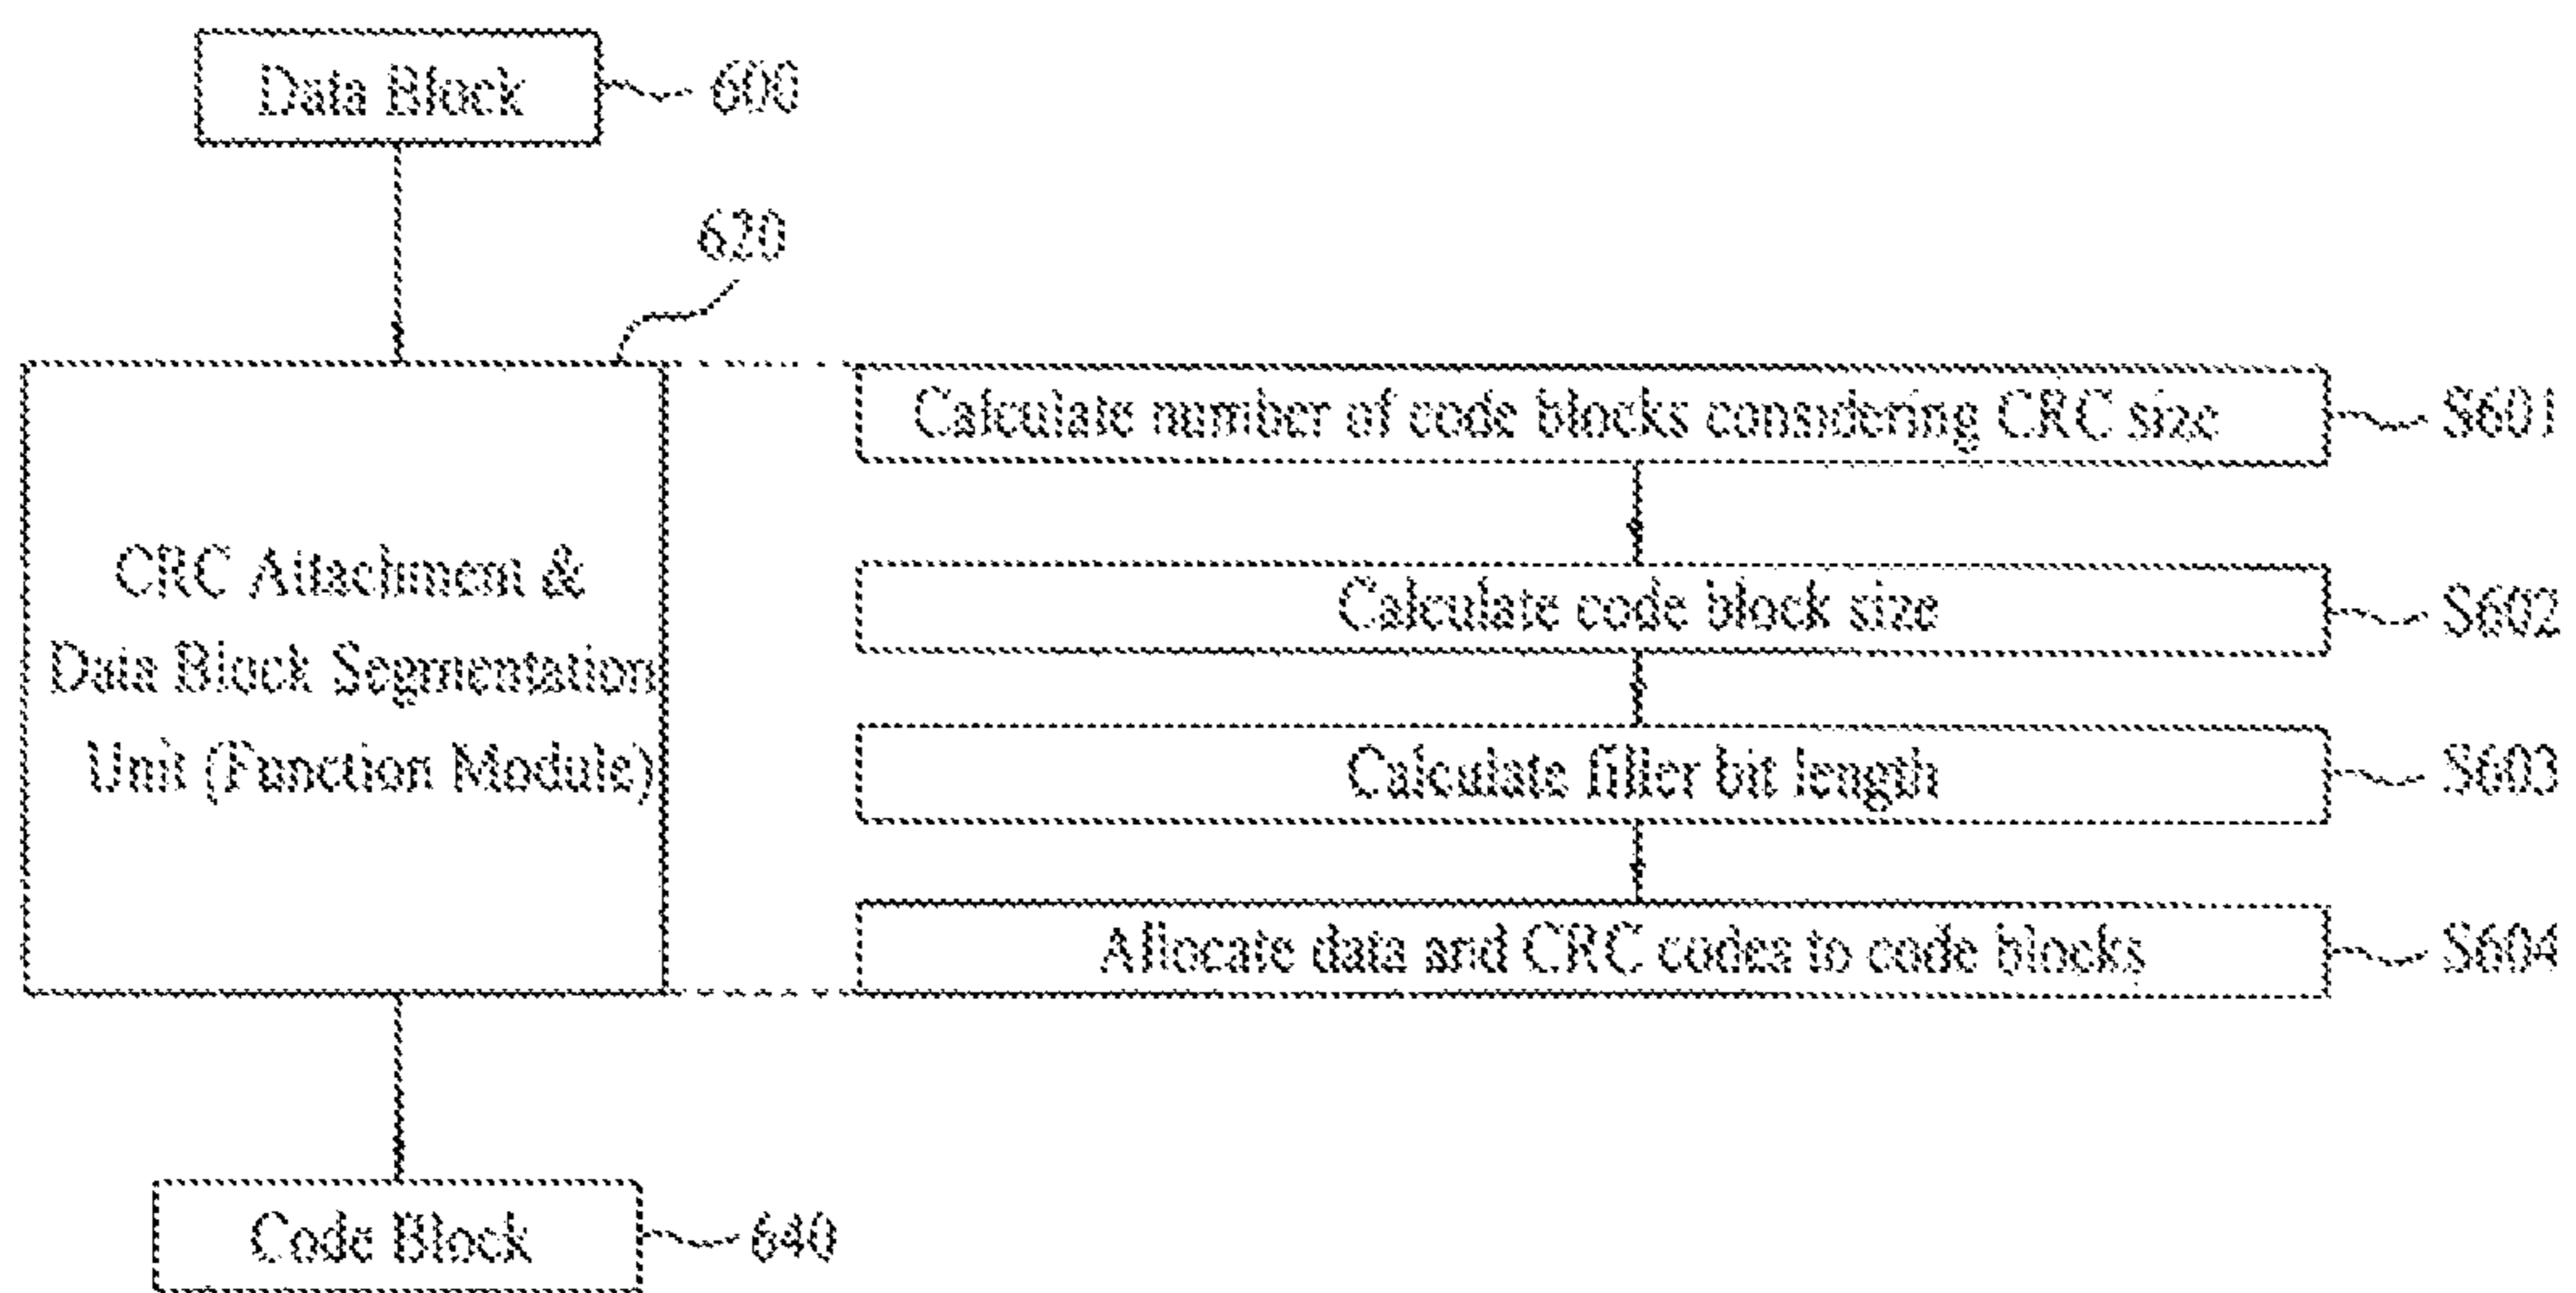 Data Block
600
620
CRC Attachment &
Data Block Segmentation
Unit (Function Module)
Calculate number of code blocks considering CRC size
S601
Calculate code block size
S602
Calculate filler bit length
S603
Allocate data and CRC codes to code blocks
S604
Code Block
640